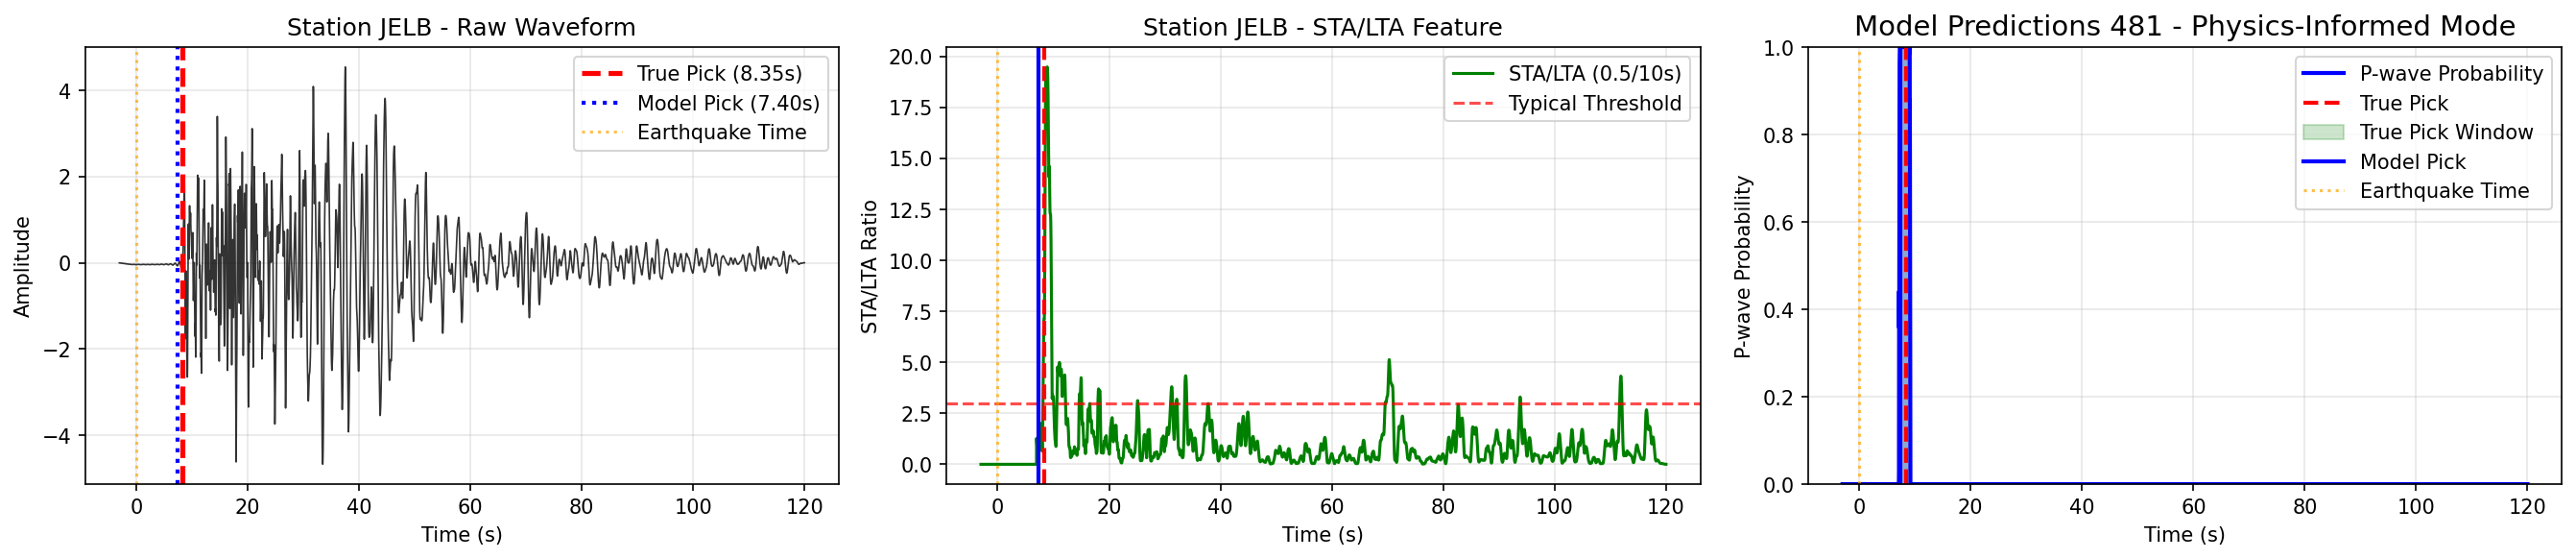 Station JELB - Raw Waveform
True Pick (8.35s)
Model Pick (7.40s)
Earthquake Time
Amplitude
4
2
0
−2
−4
0
20
40
60
80
100
120
Time (s)
Station JELB - STA/LTA Feature
STA/LTA (0.5/10s)
Typical Threshold
STA/LTA Ratio
20.0
17.5
15.0
12.5
10.0
7.5
5.0
2.5
0.0
0
20
40
60
80
100
120
Time (s)
Model Predictions 481 - Physics-Informed Mode
P-wave Probability
True Pick
True Pick Window
Model Pick
Earthquake Time
P-wave Probability
1.0
0.8
0.6
0.4
0.2
0.0
0
20
40
60
80
100
120
Time (s)